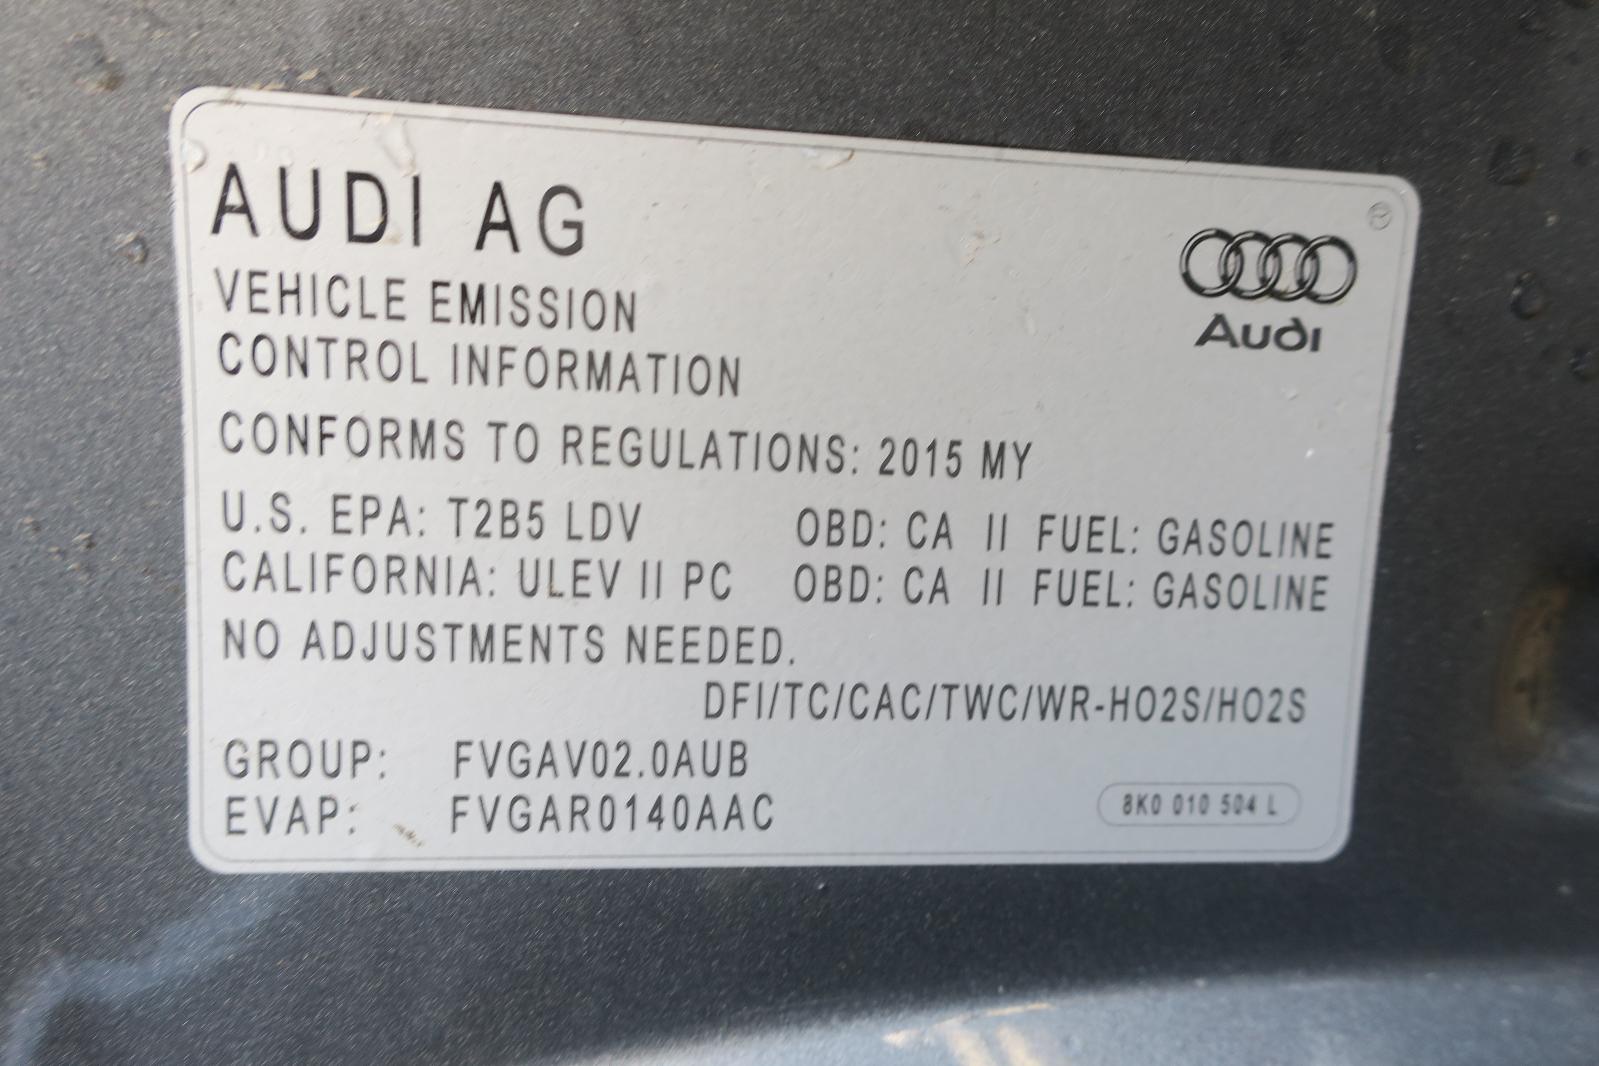 AUDI AG
VEHICLE EMISSION
CONTROL INFORMATION
Audi
CONFORMS TO REGULATIONS: 2015 MY
U.S. EPA: T2B5 LDV OBD: CA II FUEL: GASOLINE
CALIFORNIA: ULEV II PC OBD: CA II FUEL: GASOLINE
NO ADJUSTMENTS NEEDED.
DFI/TC/CAC/TWC/WR-HO2S/HO2S
GROUP: FVGAV02.0AUB
EVAP: FVGAR0140AAC
8K0 010 504 L